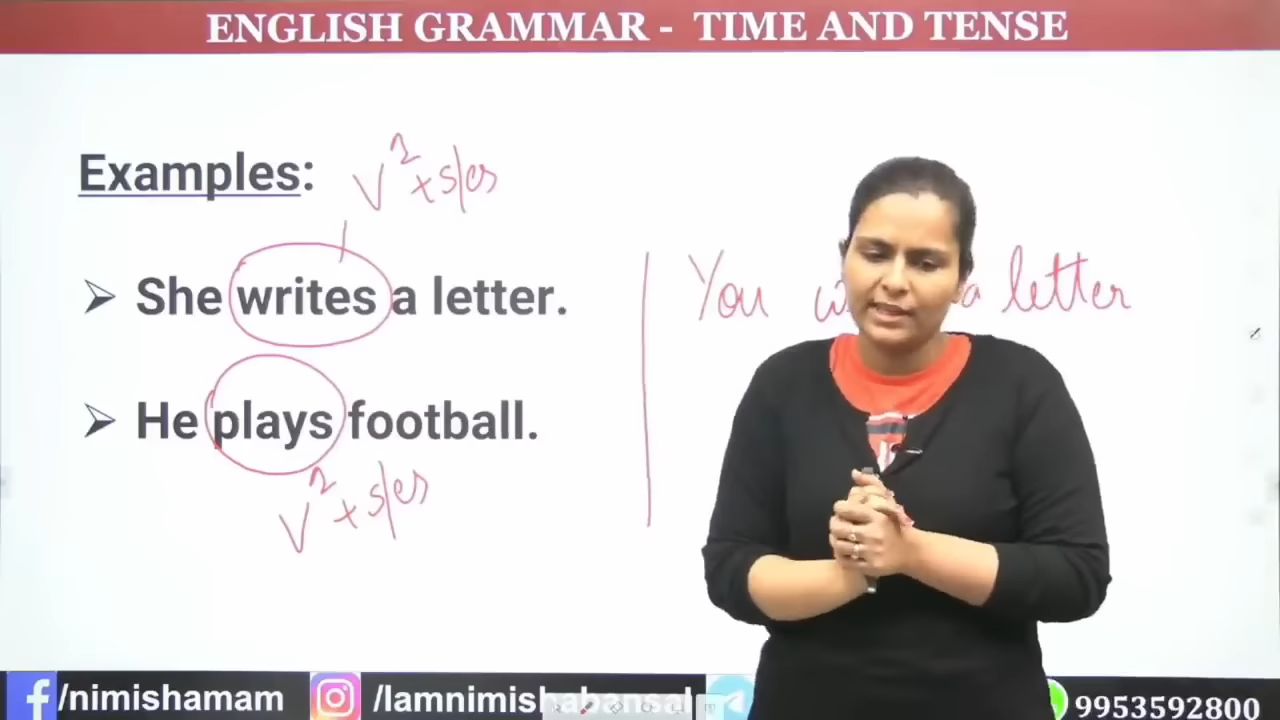 ENGLISH GRAMMAR - TIME AND TENSE
Examples:
V² + s/es
➢ She writes a letter.
You a letter
➢ He plays football.
V² + s/es
/nimishamam
/Iamnimishabansal
9953592800